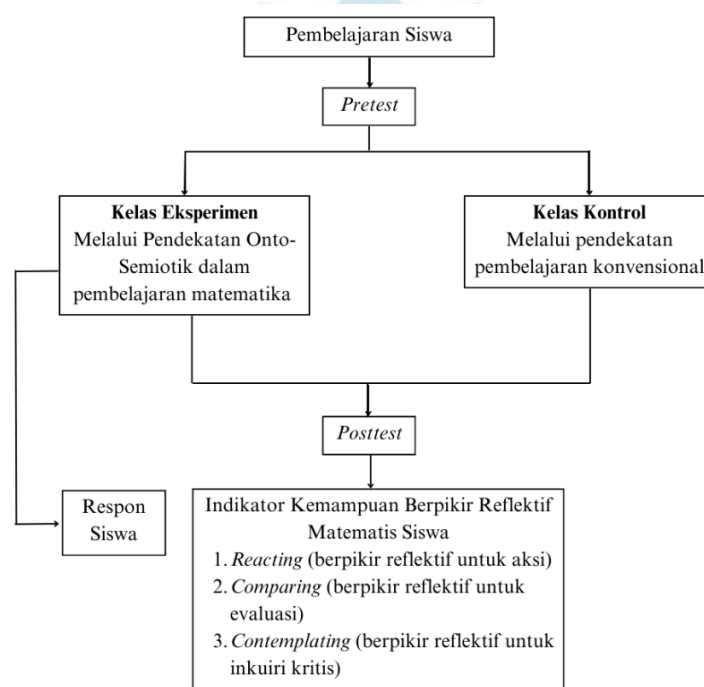 Pembelajaran Siswa
Pretest
Kelas Eksperimen
Melalui Pendekatan Onto-
Semiotik dalam
pembelajaran matematika
Kelas Kontrol
Melalui pendekatan
pembelajaran konvensional
Posttest
Respon
Siswa
Indikator Kemampuan Berpikir Reflektif
Matematis Siswa
1. Reacting (berpikir reflektif untuk aksi)
2. Comparing (berpikir reflektif untuk
evaluasi)
3. Contemplating (berpikir reflektif untuk
inkuiri kritis)